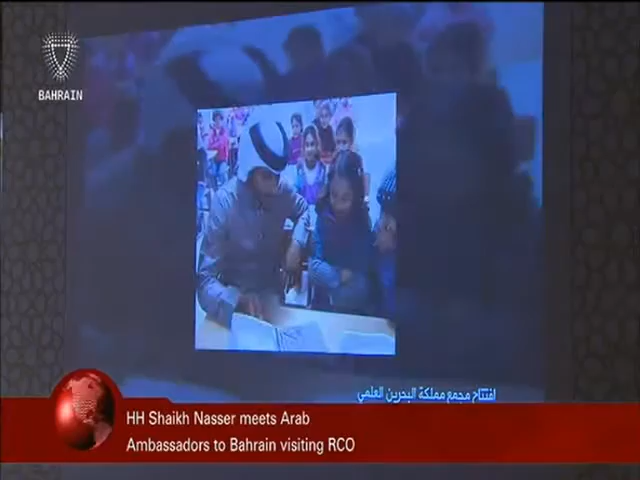 BAHRAIN
افتتاح مجمع مملكة البحرين العلمي
HH Shaikh Nasser meets Arab
Ambassadors to Bahrain visiting RCO